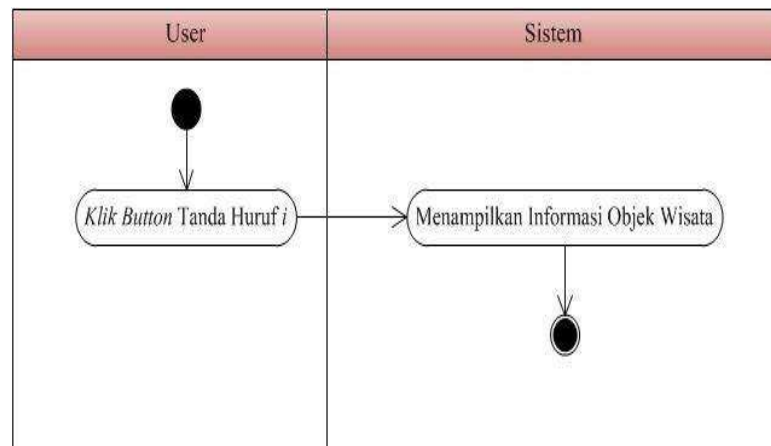 User
Sistem
Klik Button Tanda Huruf i
Menampilkan Informasi Objek Wisata